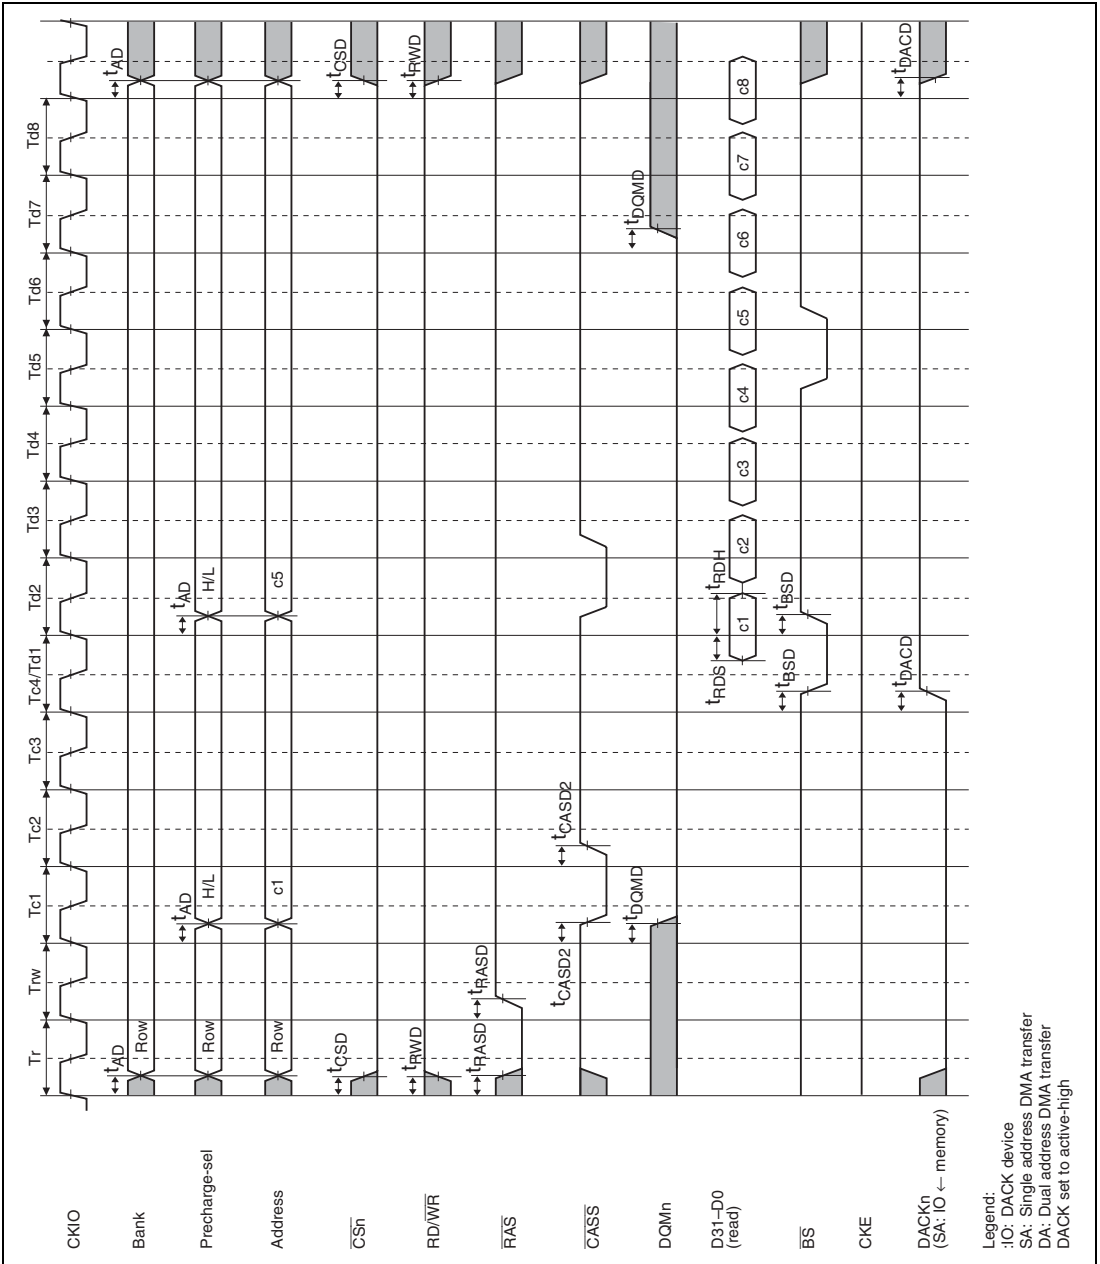 Tr
Trw
Tc1
Tc2
Tc3
Tc4/Td1
Td2
Td3
Td4
Td5
Td6
Td7
Td8
CKIO
Bank
tAD
Row
tAD
Precharge-sel
Row
tAD
H/L
tAD
H/L
Address
Row
c1
c5
CSn
tCSD
tCSD
RD/WR
tRWD
tRWD
RAS
tRASD
tRASD
CASS
tCASD2
tCASD2
DQMn
tDQMD
tDQMD
D31–D0
(read)
tRDS
tRDH
c1
c2
c3
c4
c5
c6
c7
c8
BS
tBSD
tBSD
CKE
DACKn
(SA: IO ← memory)
tDACD
tDACD
Legend:
:IO: DACK device
SA: Single address DMA transfer
DA: Dual address DMA transfer
DACK set to active-high